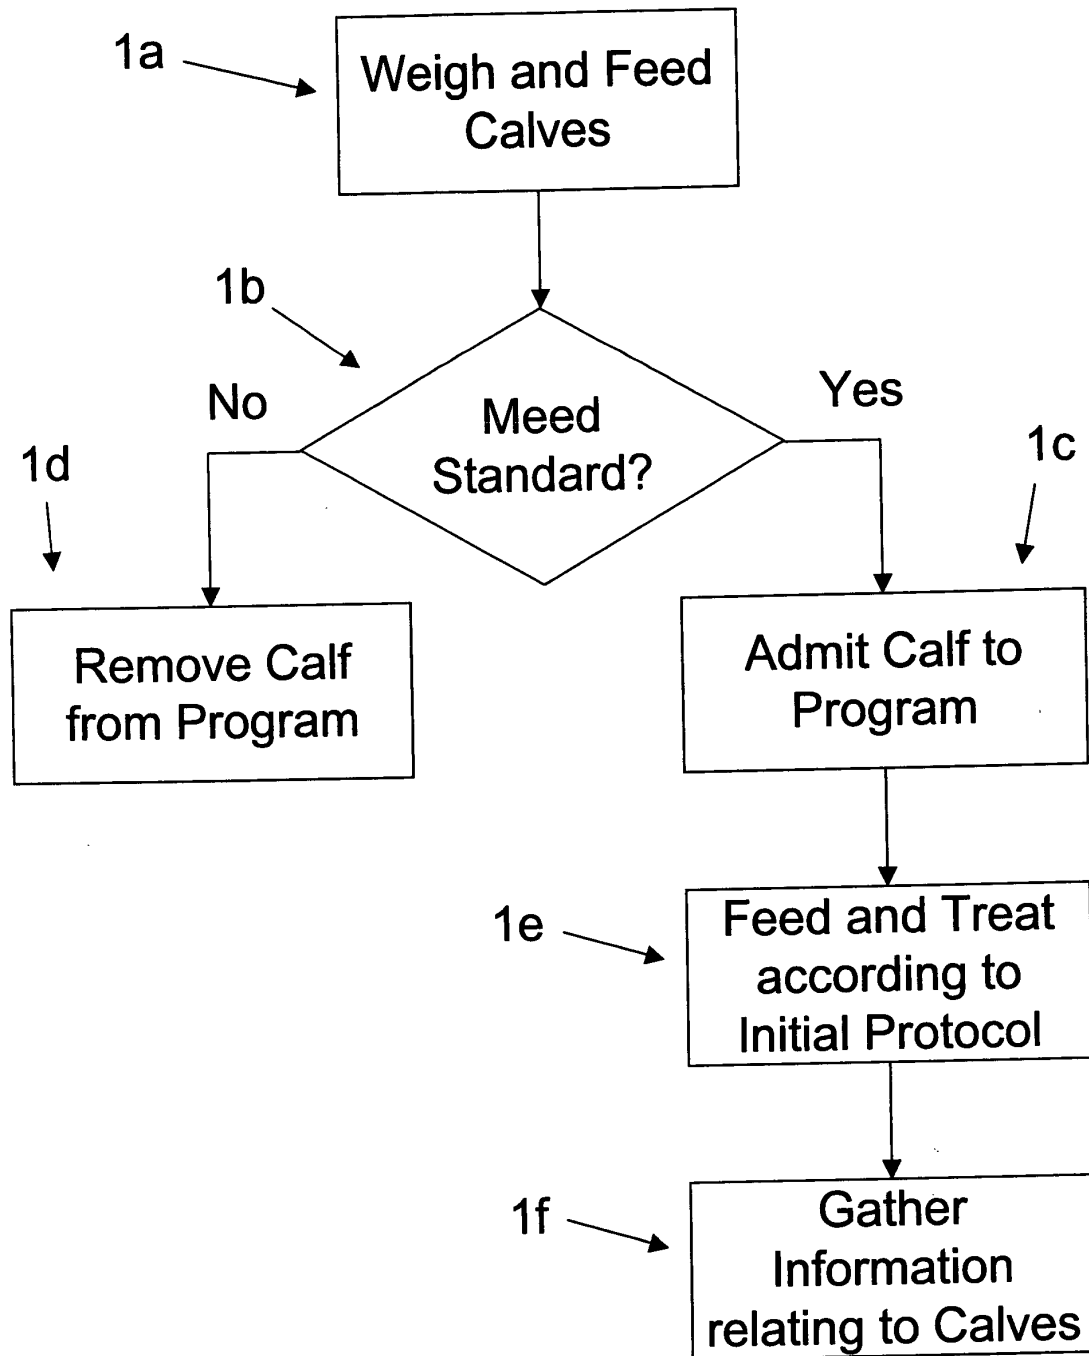 1a
Weigh and Feed
Calves
1b
No
Yes
Meed
Standard?
1d
1c
Remove Calf
from Program
Admit Calf to
Program
1e
Feed and Treat
according to
Initial Protocol
1f
Gather
Information
relating to Calves